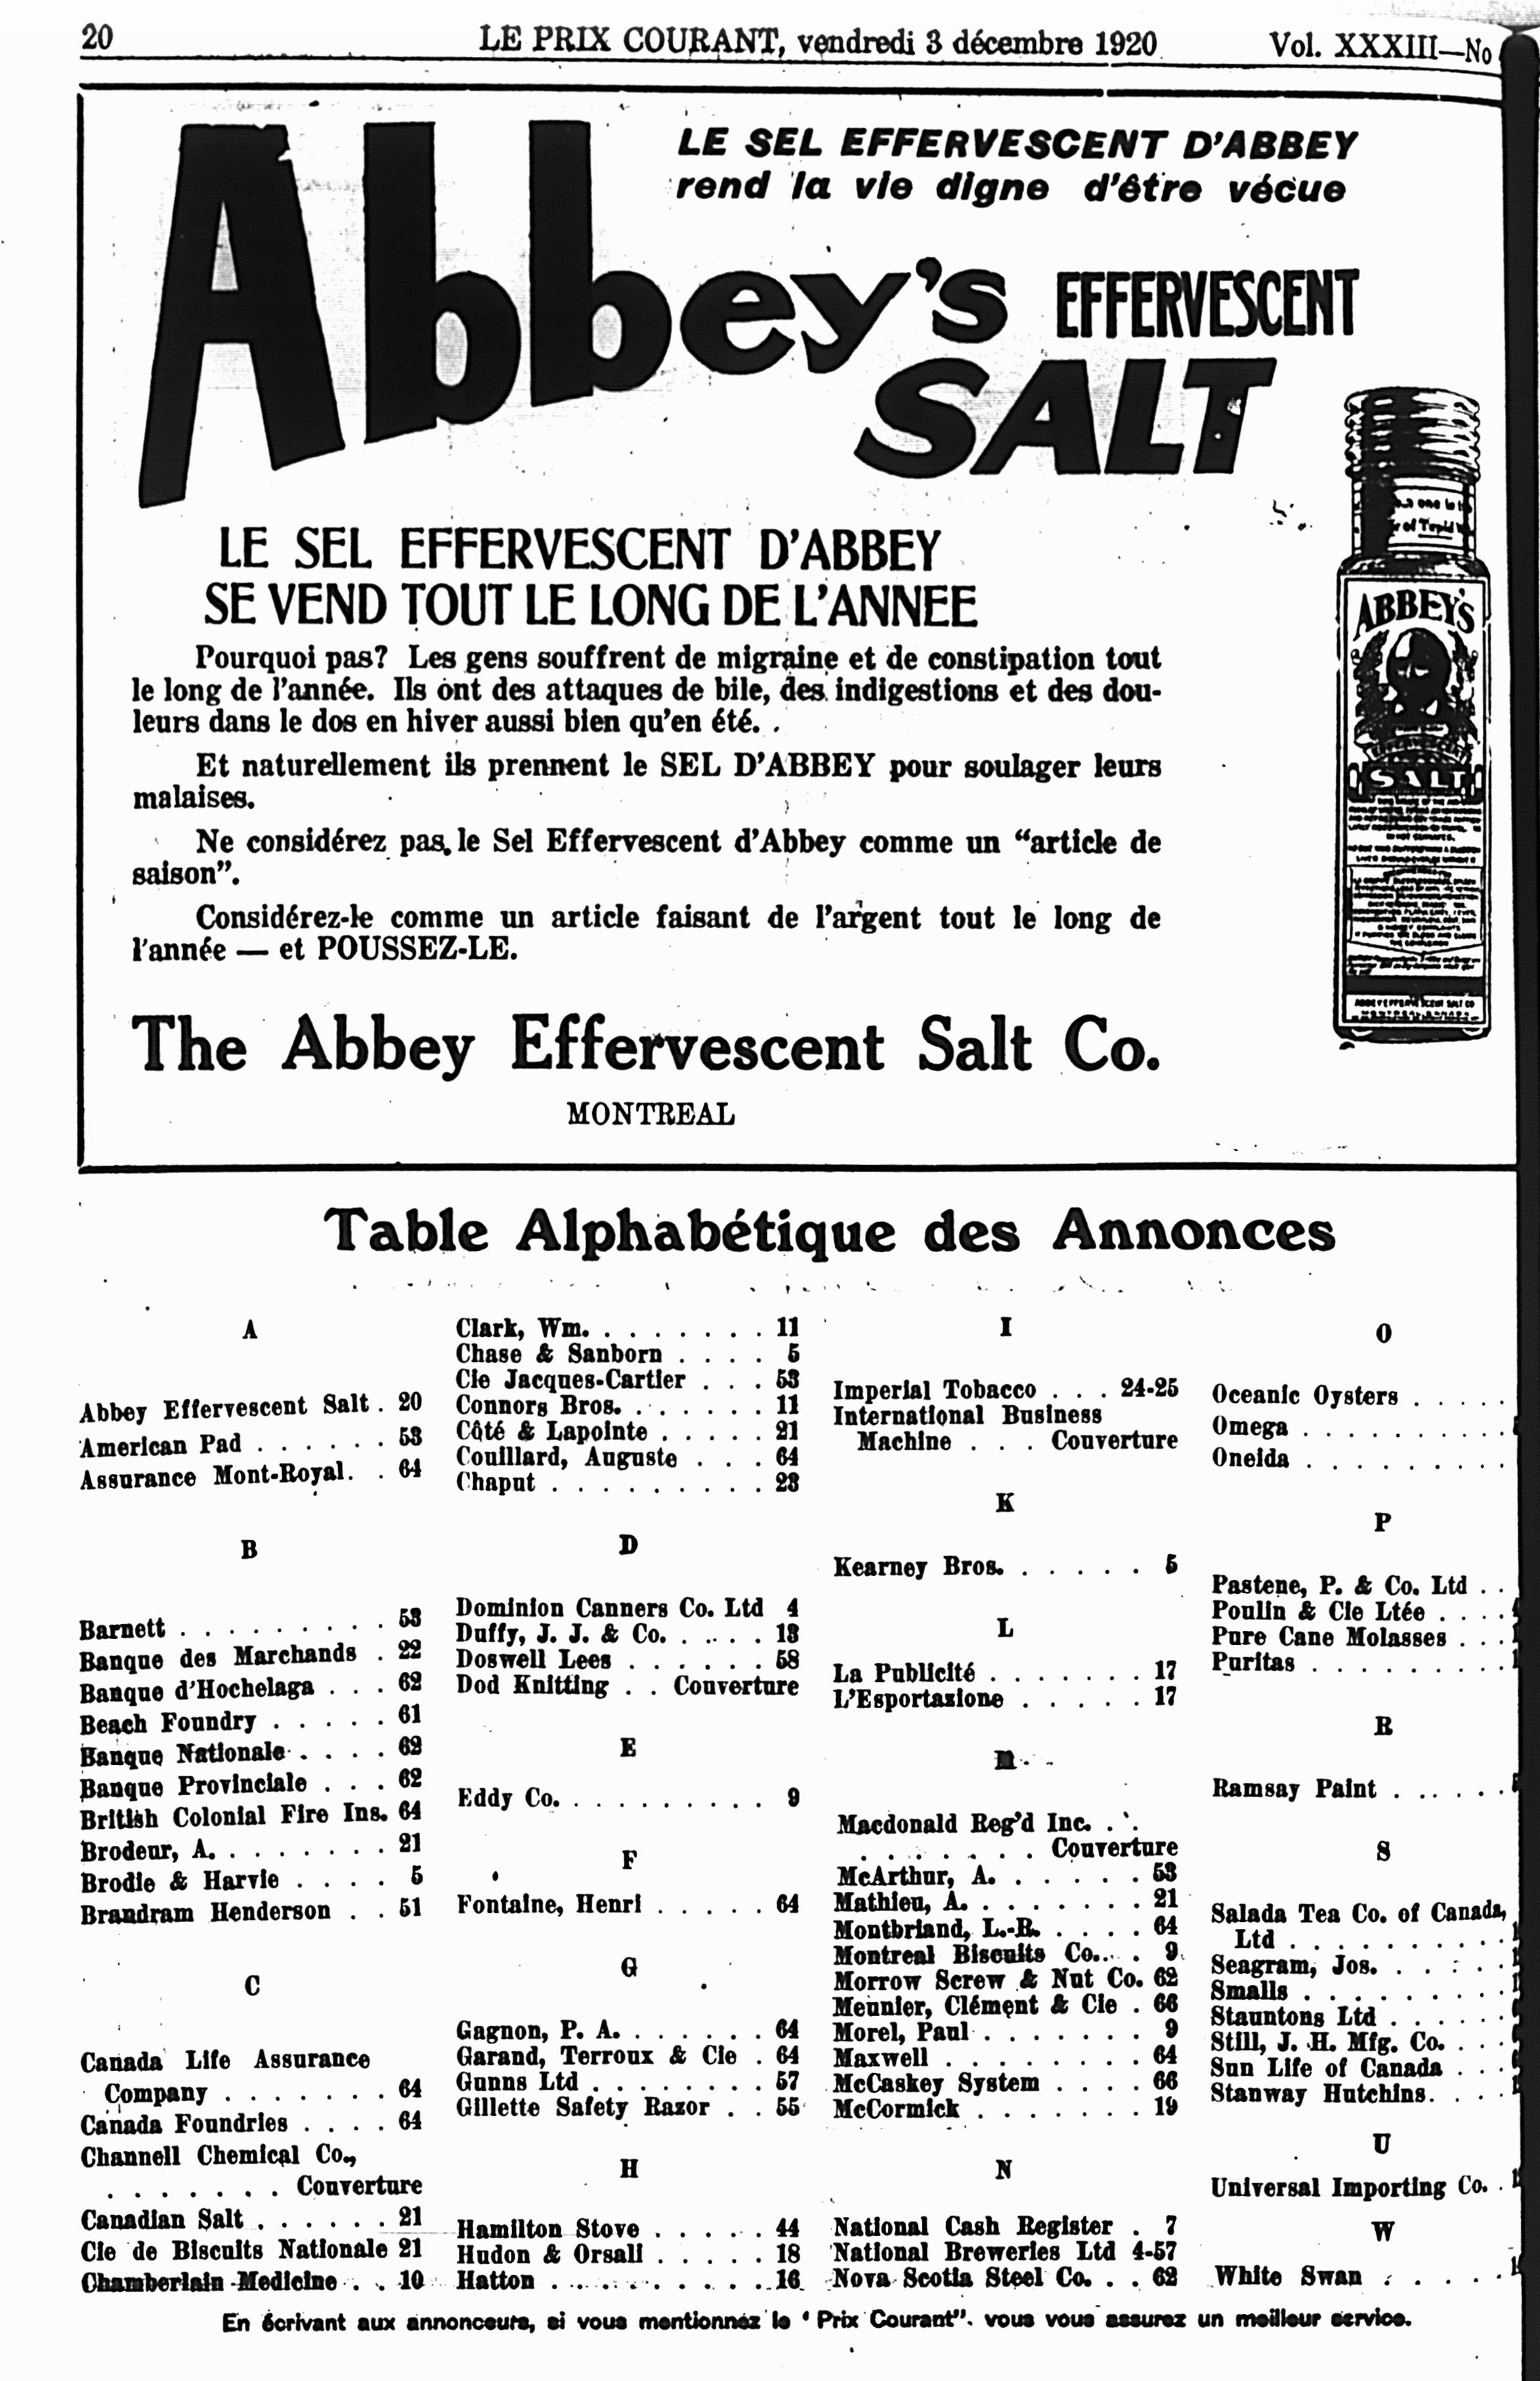 20
LE PRIX COURANT, vendredi 3 décembre 1920
Vol. XXXIII—No
LE SEL EFFERVESCENT D'ABBEY
rend la vie digne d'être vécue
Abbey's EFFERVESCENT
SALT
LE SEL EFFERVESCENT D'ABBEY
SE VEND TOUT LE LONG DE L'ANNEE
Pourquoi pas? Les gens souffrent de migraine et de constipation tout
le long de l'année. Ils ont des attaques de bile, des indigestions et des dou-
leurs dans le dos en hiver aussi bien qu'en été.
Et naturellement ils prennent le SEL D'ABBEY pour soulager leurs
malaises.
Ne considérez pas le Sel Effervescent d'Abbey comme un "article de
saison".
Considérez-le comme un article faisant de l'argent tout le long de
l'année — et POUSSEZ-LE.
The Abbey Effervescent Salt Co.
MONTREAL
ABBEY'S
SALT
Table Alphabétique des Annonces
A
Abbey Effervescent Salt . 20
American Pad . . . . . . 53
Assurance Mont-Royal. . 64
B
Barnett . . . . . . . . . 53
Banque des Marchands . 22
Banque d'Hochelaga . . . 62
Beach Foundry . . . . . 61
Banque Nationale . . . . 62
Banque Provinciale . . . 62
British Colonial Fire Ins. 64
Brodeur, A. . . . . . . . 21
Brodie & Harvie . . . . 5
Brandram Henderson . . 51
C
Canada Life Assurance
Company . . . . . . . 64
Canada Foundries . . . . 64
Channell Chemical Co.,
. . . . . . . Couverture
Canadian Salt . . . . . . 21
Cie de Biscuits Nationale 21
Chamberlain Medicine . . 10
Clark, Wm. . . . . . . . 11
Chase & Sanborn . . . . 5
Cie Jacques-Cartier . . . 53
Connors Bros. . . . . . . 11
Côté & Lapointe . . . . . 21
Couillard, Auguste . . . 64
Chaput . . . . . . . . . 23
D
Dominion Canners Co. Ltd 4
Duffy, J. J. & Co. . . . . 13
Doswell Lees . . . . . . 58
Dod Knitting . . Couverture
E
Eddy Co. . . . . . . . . 9
F
Fontaine, Henri . . . . . 64
G
Gagnon, P. A. . . . . . . 64
Garand, Terroux & Cie . 64
Gunns Ltd . . . . . . . 57
Gillette Safety Razor . . 55
H
Hamilton Stove . . . . . 44
Hudon & Orsali . . . . . 18
Hatton . . . . . . . . . 16
I
Imperial Tobacco . . . 24-25
International Business
Machine . . . Couverture
K
Kearney Bros. . . . . . 5
L
La Publicité . . . . . . . 17
L'Esportazione . . . . . 17
M
Macdonald Reg'd Inc. . .
. . . . . . . Couverture
McArthur, A. . . . . . 53
Mathieu, A. . . . . . . . 21
Montbriand, L.-R. . . . . 64
Montreal Biscuits Co. . . 9
Morrow Screw & Nut Co. 62
Meunier, Clément & Cie . 66
Morel, Paul . . . . . . . 9
Maxwell . . . . . . . . 64
McCaskey System . . . . 66
McCormick . . . . . . . 19
N
National Cash Register . 7
National Breweries Ltd 4-57
Nova Scotia Steel Co. . . 62
O
Oceanic Oysters . . . . .
Omega . . . . . . . . . .
Oneida . . . . . . . . .
P
Pastene, P. & Co. Ltd . .
Poulin & Cie Ltée . . . .
Pure Cane Molasses . . .
Puritas . . . . . . . . .
R
Ramsay Paint . . . . . .
S
Salada Tea Co. of Canada,
Ltd . . . . . . . . . .
Seagram, Jos. . . . . .
Smalls . . . . . . . . .
Stauntons Ltd . . . . . .
Still, J. H. Mfg. Co. . . .
Sun Life of Canada . . .
Stanway Hutchins. . . .
U
Universal Importing Co. .
W
White Swan . . . . . .
En écrivant aux annonceurs, si vous mentionnez le ' Prix Courant". vous vous assurez un meilleur service.